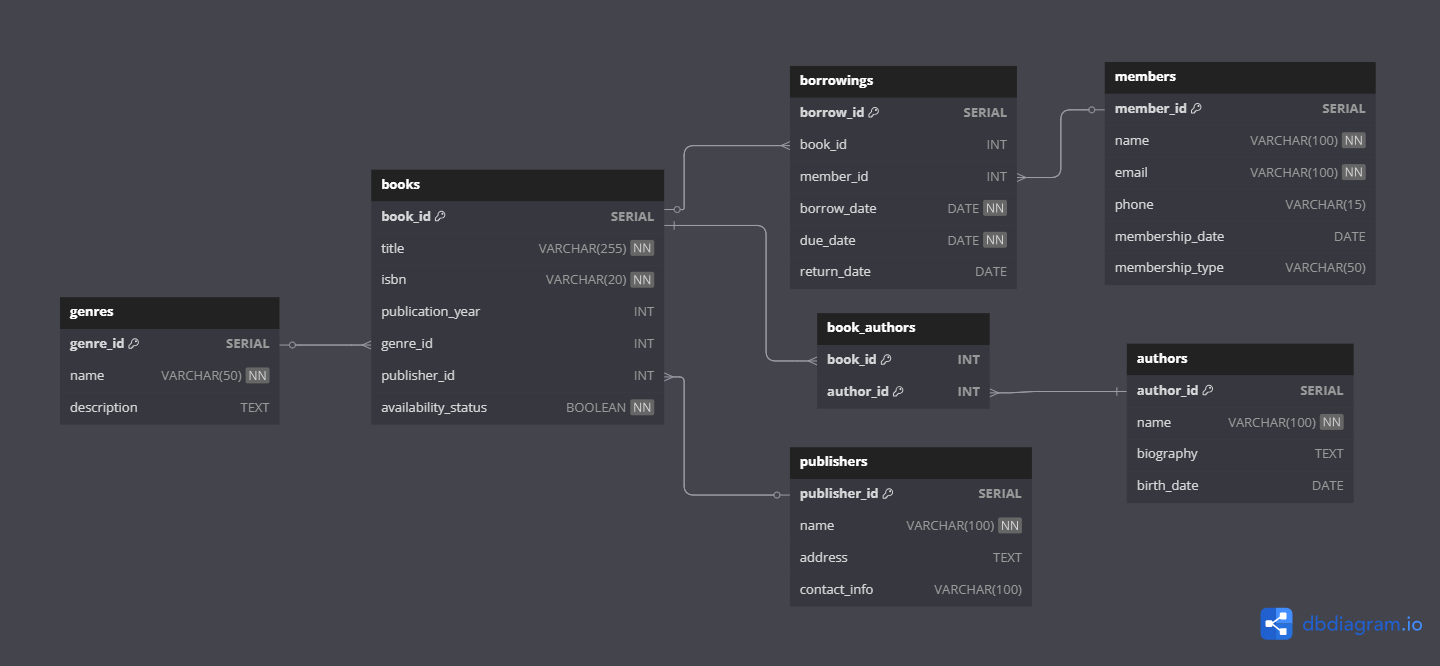 genres
genre_id SERIAL
name VARCHAR(50) NN
description TEXT
books
book_id SERIAL
title VARCHAR(255) NN
isbn VARCHAR(20) NN
publication_year INT
genre_id INT
publisher_id INT
availability_status BOOLEAN NN
borrowings
borrow_id SERIAL
book_id INT
member_id INT
borrow_date DATE NN
due_date DATE NN
return_date DATE
members
member_id SERIAL
name VARCHAR(100) NN
email VARCHAR(100) NN
phone VARCHAR(15)
membership_date DATE
membership_type VARCHAR(50)
book_authors
book_id INT
author_id INT
authors
author_id SERIAL
name VARCHAR(100) NN
biography TEXT
birth_date DATE
publishers
publisher_id SERIAL
name VARCHAR(100) NN
address TEXT
contact_info VARCHAR(100)
dbdiagram.io